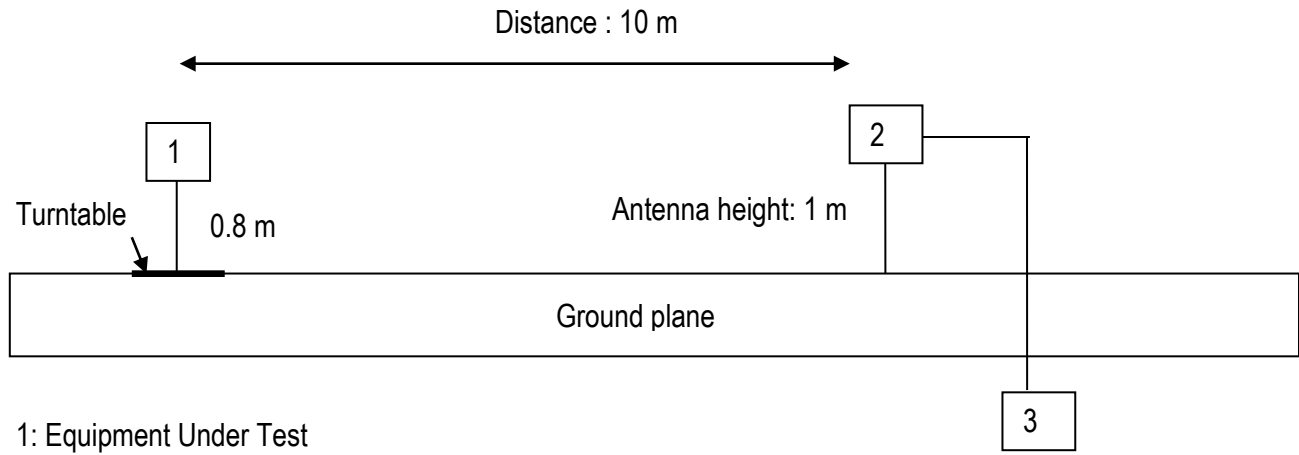 Distance : 10 m
1
2
Turntable
0.8 m
Antenna height: 1 m
Ground plane
3
1: Equipment Under Test